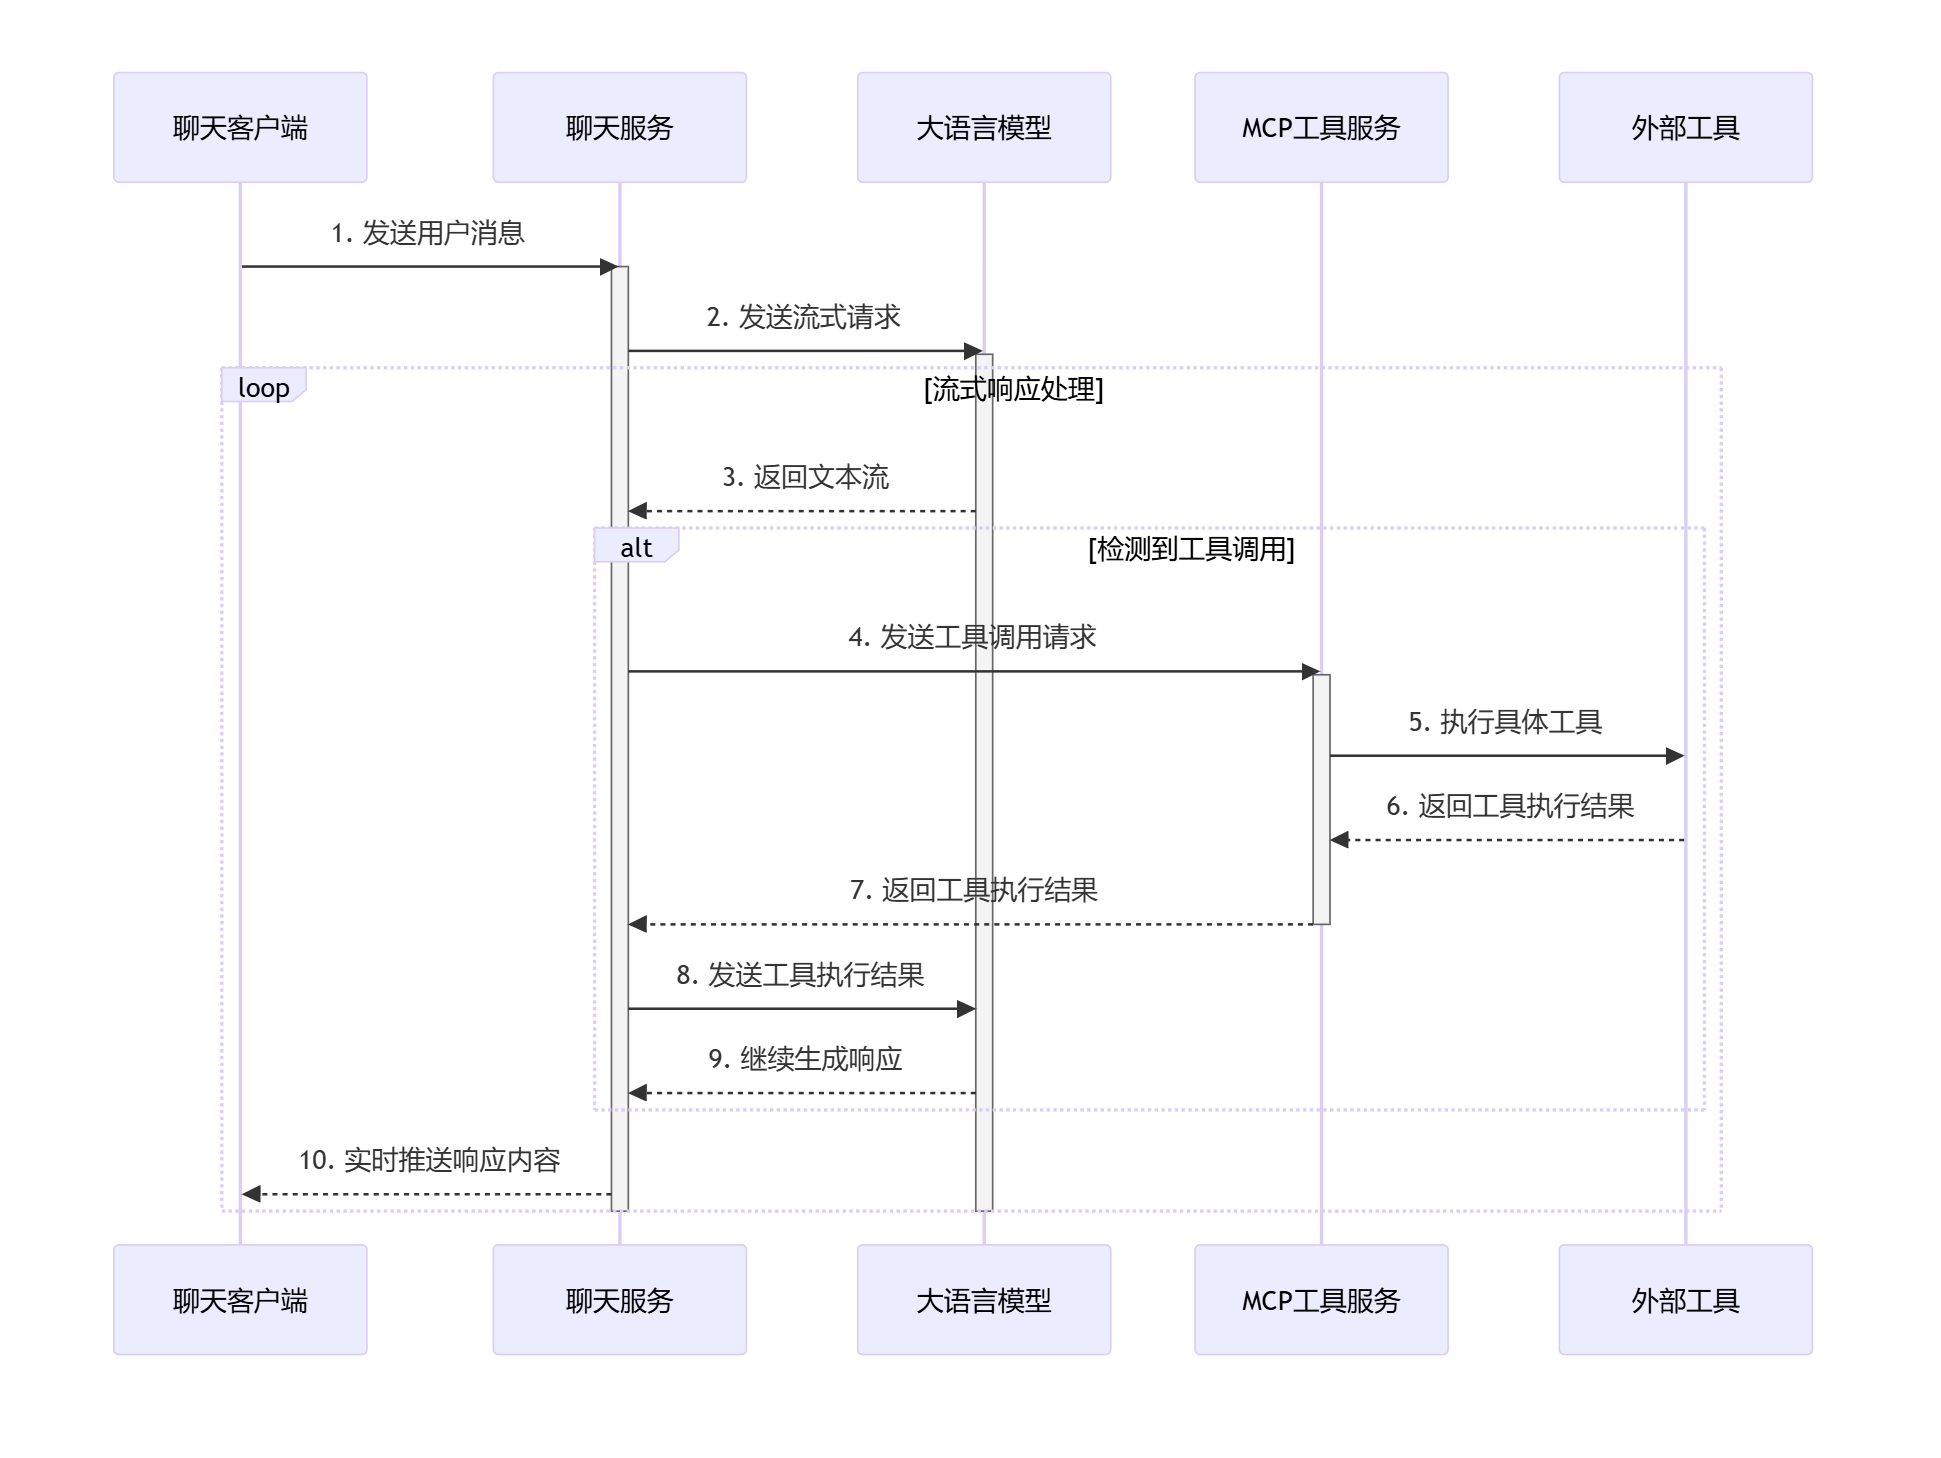 聊天客户端
聊天服务
大语言模型
MCP工具服务
外部工具
1. 发送用户消息
2. 发送流式请求
loop
[流式响应处理]
3. 返回文本流
alt
[检测到工具调用]
4. 发送工具调用请求
5. 执行具体工具
6. 返回工具执行结果
7. 返回工具执行结果
8. 发送工具执行结果
9. 继续生成响应
10. 实时推送响应内容
聊天客户端
聊天服务
大语言模型
MCP工具服务
外部工具